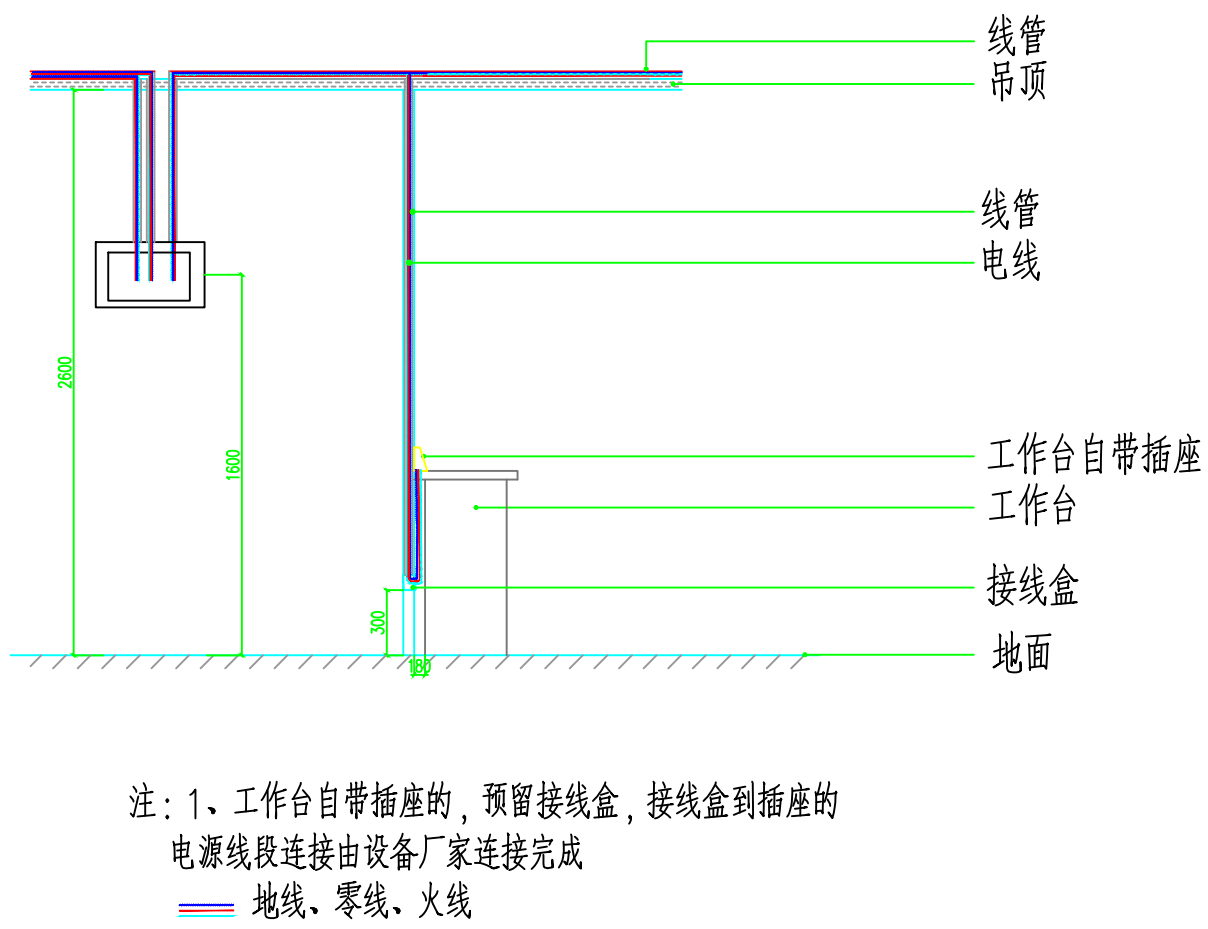 线管
吊顶
线管
电线
2600
1600
工作台自带插座
工作台
接线盒
300
地面
180
注：1、工作台自带插座的，预留接线盒，接线盒到插座的
电源线段连接由设备厂家连接完成
地线、零线、火线